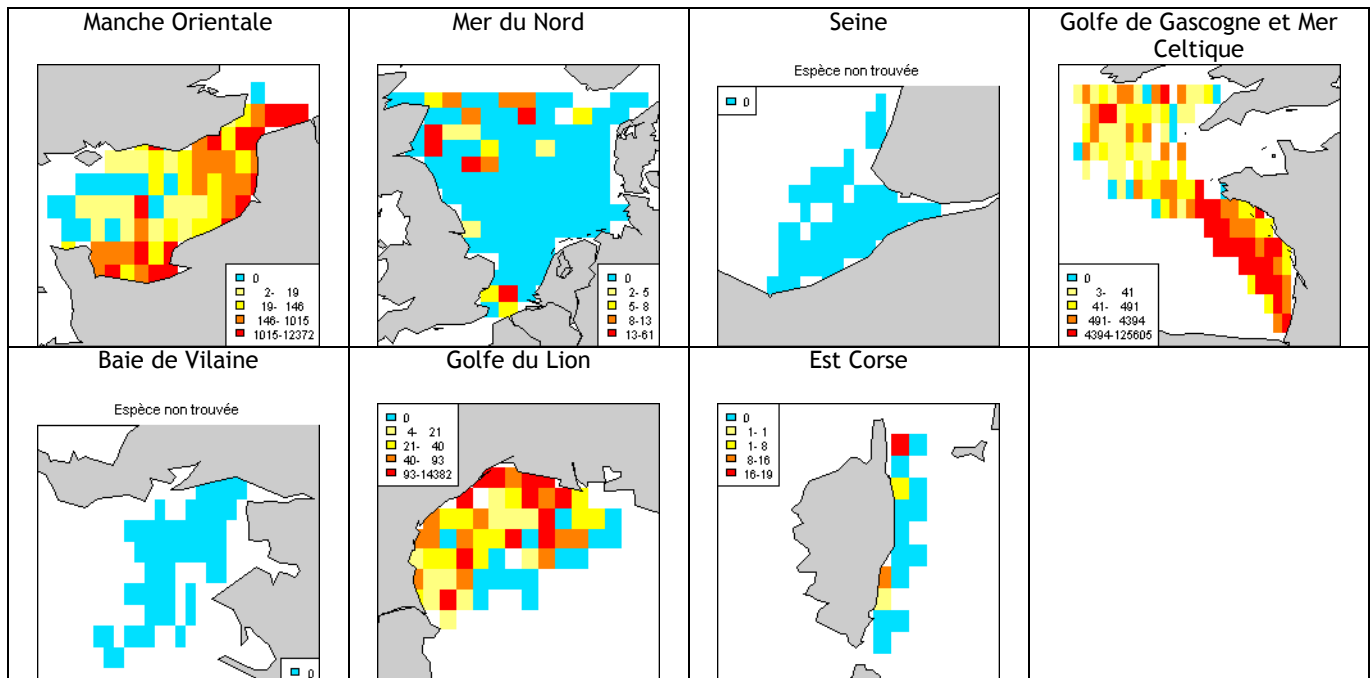 Manche Orientale
0
2- 19
19- 146
146- 1015
1015-12372
Mer du Nord
0
2- 5
5- 8
8-13
13-61
Seine
Espèce non trouvée
0
Golfe de Gascogne et Mer
Celtique
0
3- 41
41- 491
491- 4394
4394-125605
Baie de Vilaine
Espèce non trouvée
0
Golfe du Lion
0
4- 21
21- 40
40- 93
93-14382
Est Corse
0
1- 1
1- 8
8-16
16-19